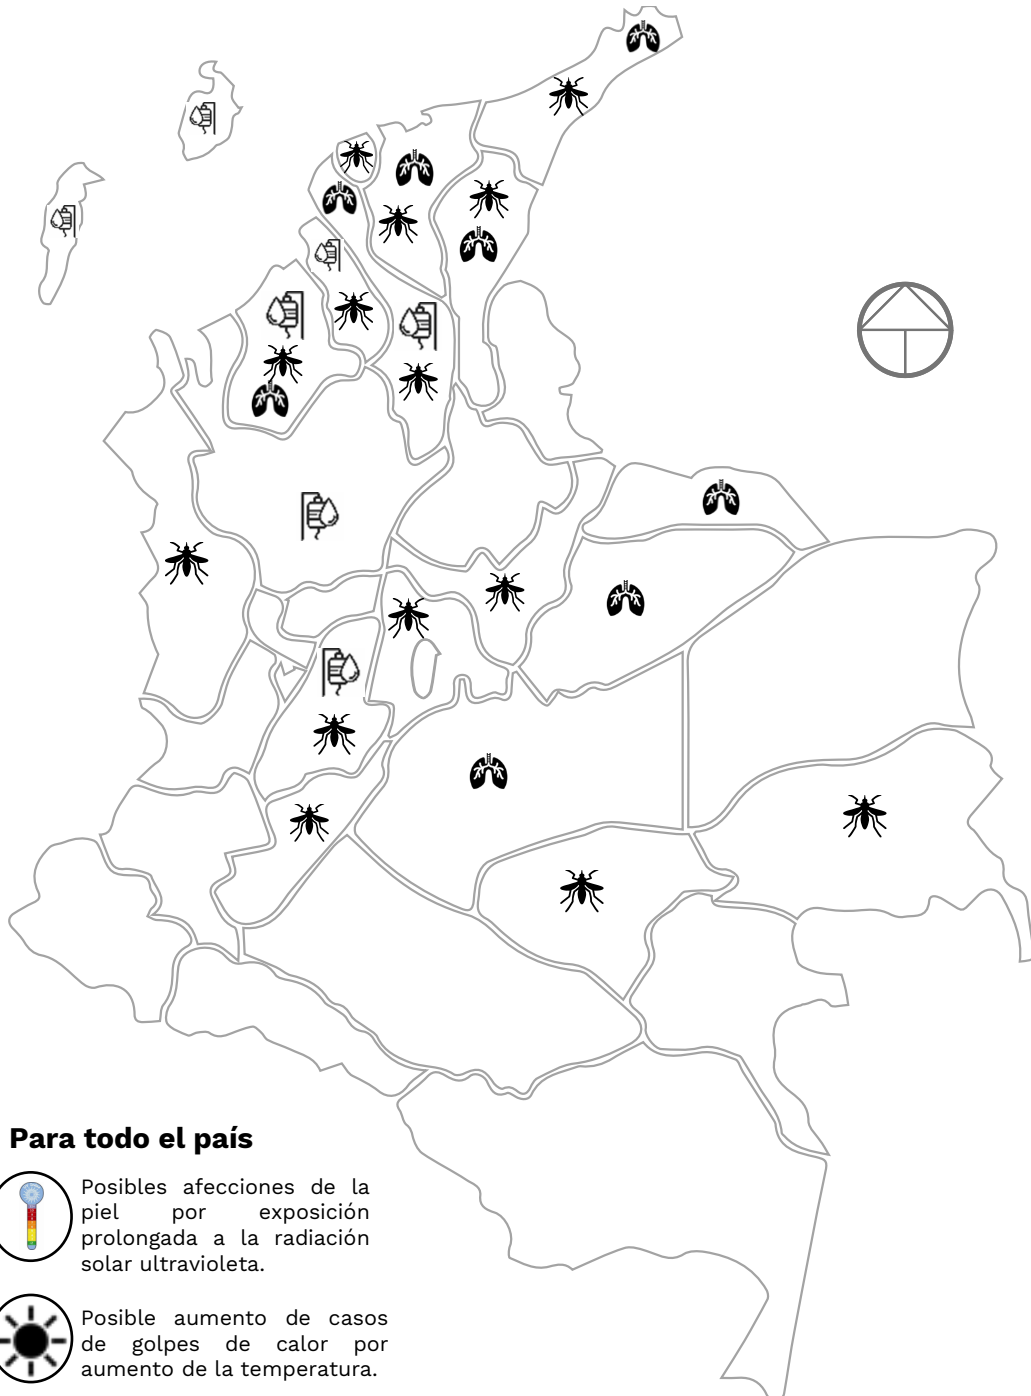 Para todo el país
Posibles afecciones de la
piel por exposición
prolongada a la radiación
solar ultravioleta.
Posible aumento de casos
de golpes de calor por
aumento de la temperatura.